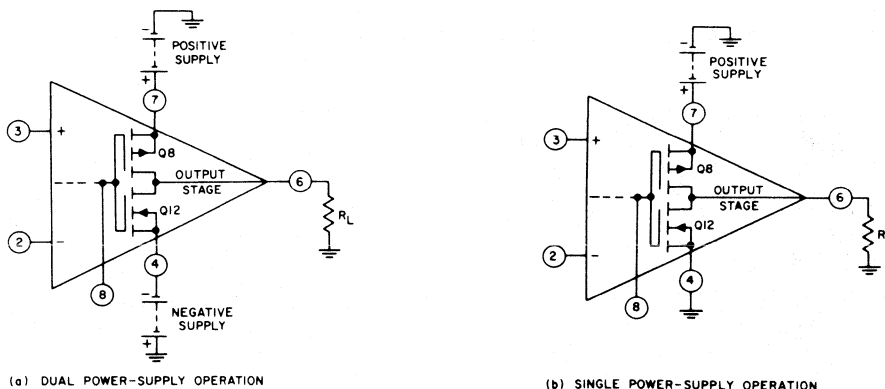 -
POSITIVE
SUPPLY
+
7
3
+
Q8
OUTPUT
STAGE
6
Q12
RL
2
-
4
8
-
NEGATIVE
SUPPLY
+
(a) DUAL POWER-SUPPLY OPERATION
-
POSITIVE
SUPPLY
+
7
3
+
Q8
OUTPUT
STAGE
6
Q12
R
2
-
4
8
(b) SINGLE POWER-SUPPLY OPERATION